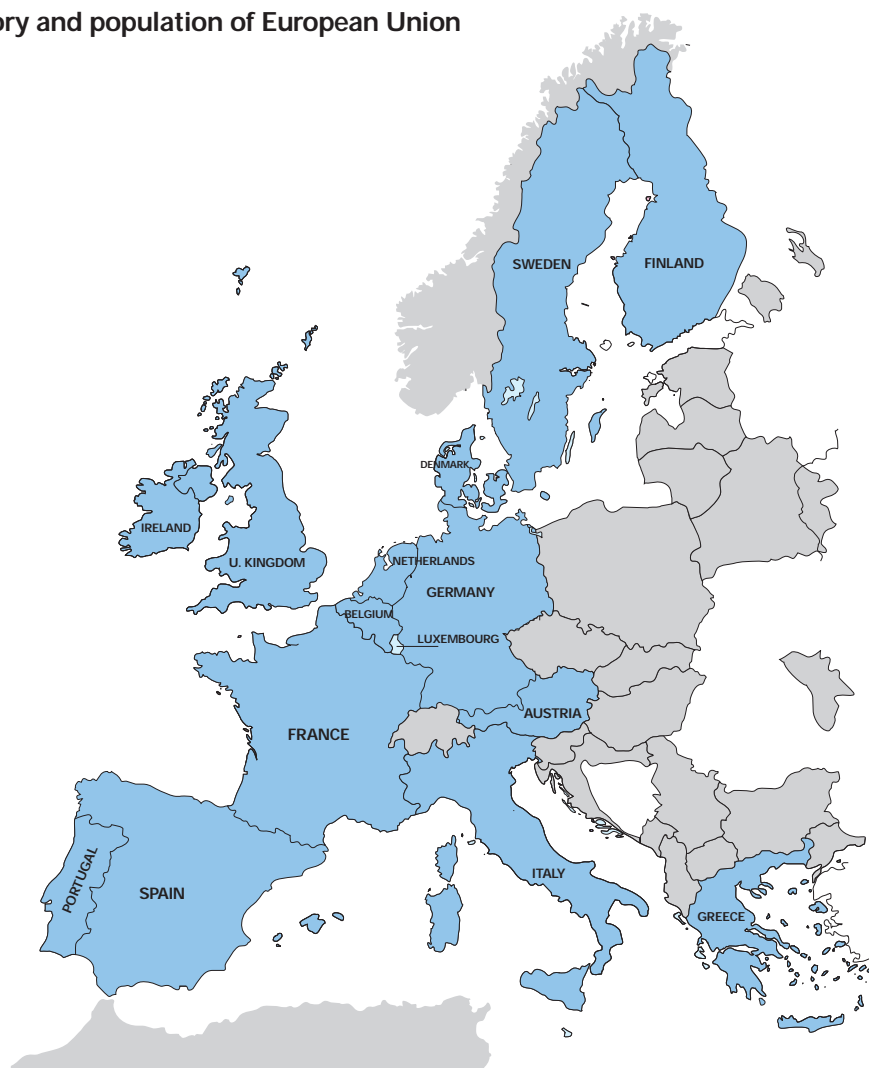 ory and population of European Union
SWEDEN
FINLAND
DENMARK
IRELAND
U. KINGDOM
NETHERLANDS
GERMANY
BELGIUM
LUXEMBOURG
AUSTRIA
FRANCE
ITALY
PORTUGAL
SPAIN
GREECE